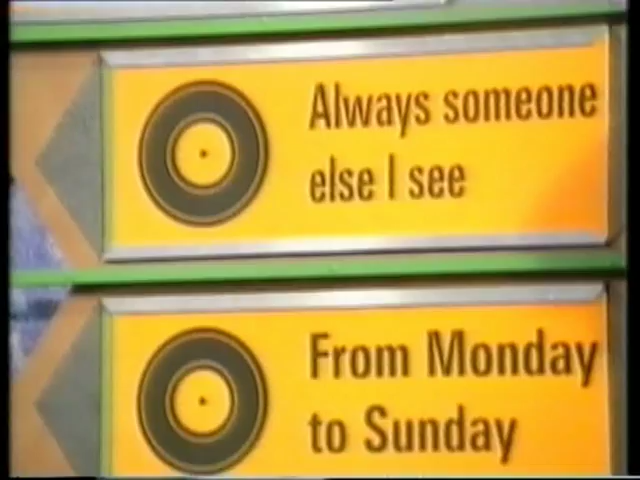 Always someone
else I see
From Monday
to Sunday